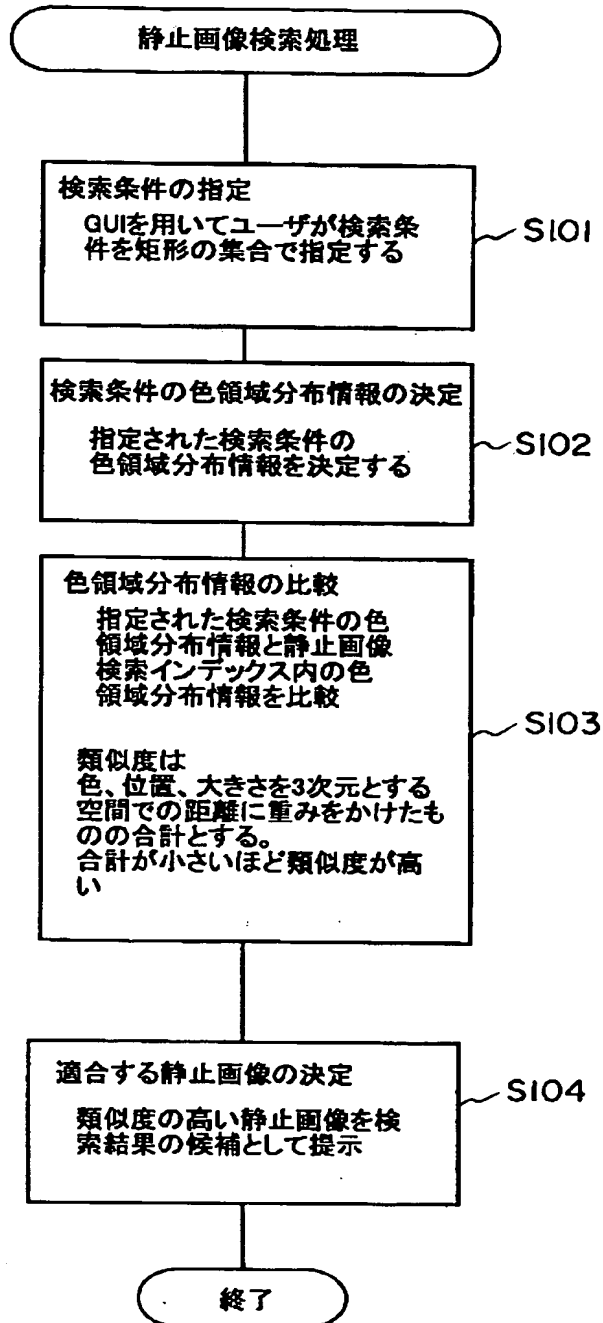 静止画像検索処理
検索条件の指定
GUIを用いてユーザが検索条
件を矩形の集合で指定する
S101
検索条件の色領域分布情報の決定
指定された検索条件の
色領域分布情報を決定する
S102
色領域分布情報の比較
指定された検索条件の色
領域分布情報と静止画像
検索インデックス内の色
領域分布情報を比較
S103
類似度は
色、位置、大きさを3次元とする
空間での距離に重みをかけたも
のの合計とする。
合計が小さいほど類似度が高
い
適合する静止画像の決定
類似度の高い静止画像を検
索結果の候補として提示
S104
終了